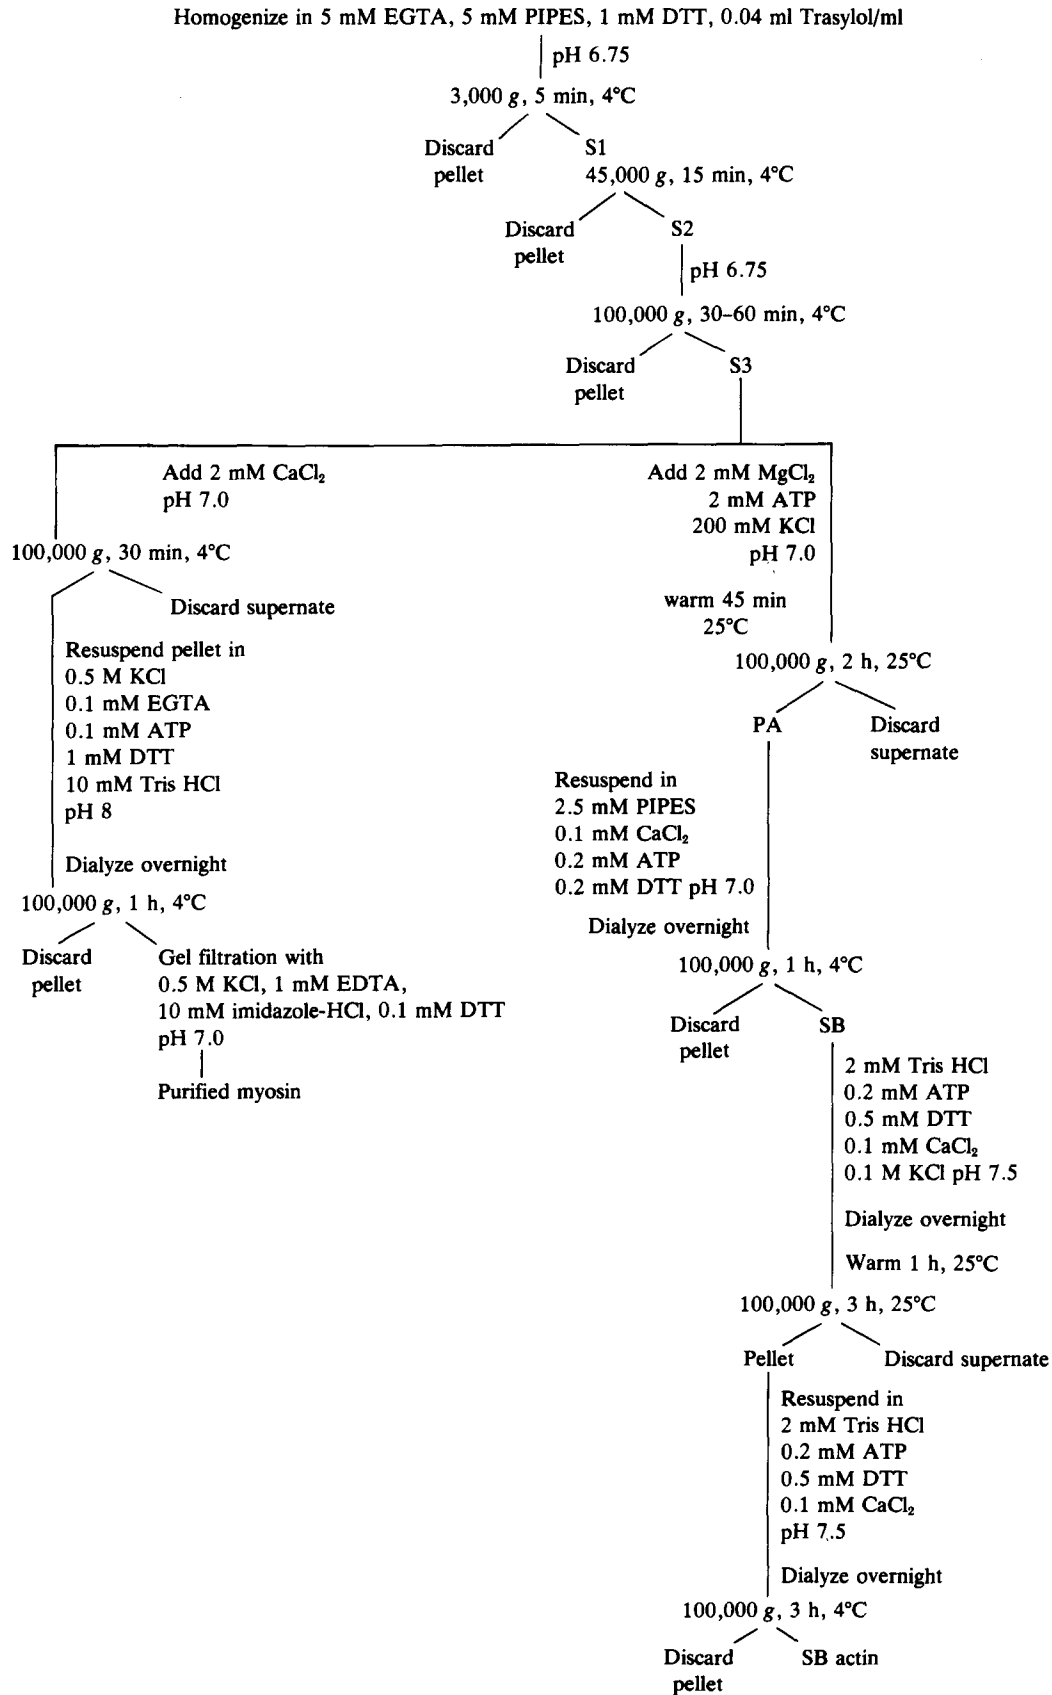 Homogenize in 5 mM EGTA, 5 mM PIPES, 1 mM DTT, 0.04 ml Trasylol/ml
pH 6.75
3,000 g, 5 min, 4°C
Discard
pellet
S1
45,000 g, 15 min, 4°C
Discard
pellet
S2
pH 6.75
100,000 g, 30–60 min, 4°C
Discard
pellet
S3
Add 2 mM CaCl₂
pH 7.0
100,000 g, 30 min, 4°C
Discard supernate
Resuspend pellet in
0.5 M KCl
0.1 mM EGTA
0.1 mM ATP
1 mM DTT
10 mM Tris HCl
pH 8
Dialyze overnight
100,000 g, 1 h, 4°C
Discard
pellet
Gel filtration with
0.5 M KCl, 1 mM EDTA,
10 mM imidazole-HCl, 0.1 mM DTT
pH 7.0
Purified myosin
Add 2 mM MgCl₂
2 mM ATP
200 mM KCl
pH 7.0
warm 45 min
25°C
100,000 g, 2 h, 25°C
PA
Discard
supernate
Resuspend in
2.5 mM PIPES
0.1 mM CaCl₂
0.2 mM ATP
0.2 mM DTT pH 7.0
Dialyze overnight
100,000 g, 1 h, 4°C
Discard
pellet
SB
2 mM Tris HCl
0.2 mM ATP
0.5 mM DTT
0.1 mM CaCl₂
0.1 M KCl pH 7.5
Dialyze overnight
Warm 1 h, 25°C
100,000 g, 3 h, 25°C
Pellet
Discard supernate
Resuspend in
2 mM Tris HCl
0.2 mM ATP
0.5 mM DTT
0.1 mM CaCl₂
pH 7.5
Dialyze overnight
100,000 g, 3 h, 4°C
Discard
pellet
SB actin